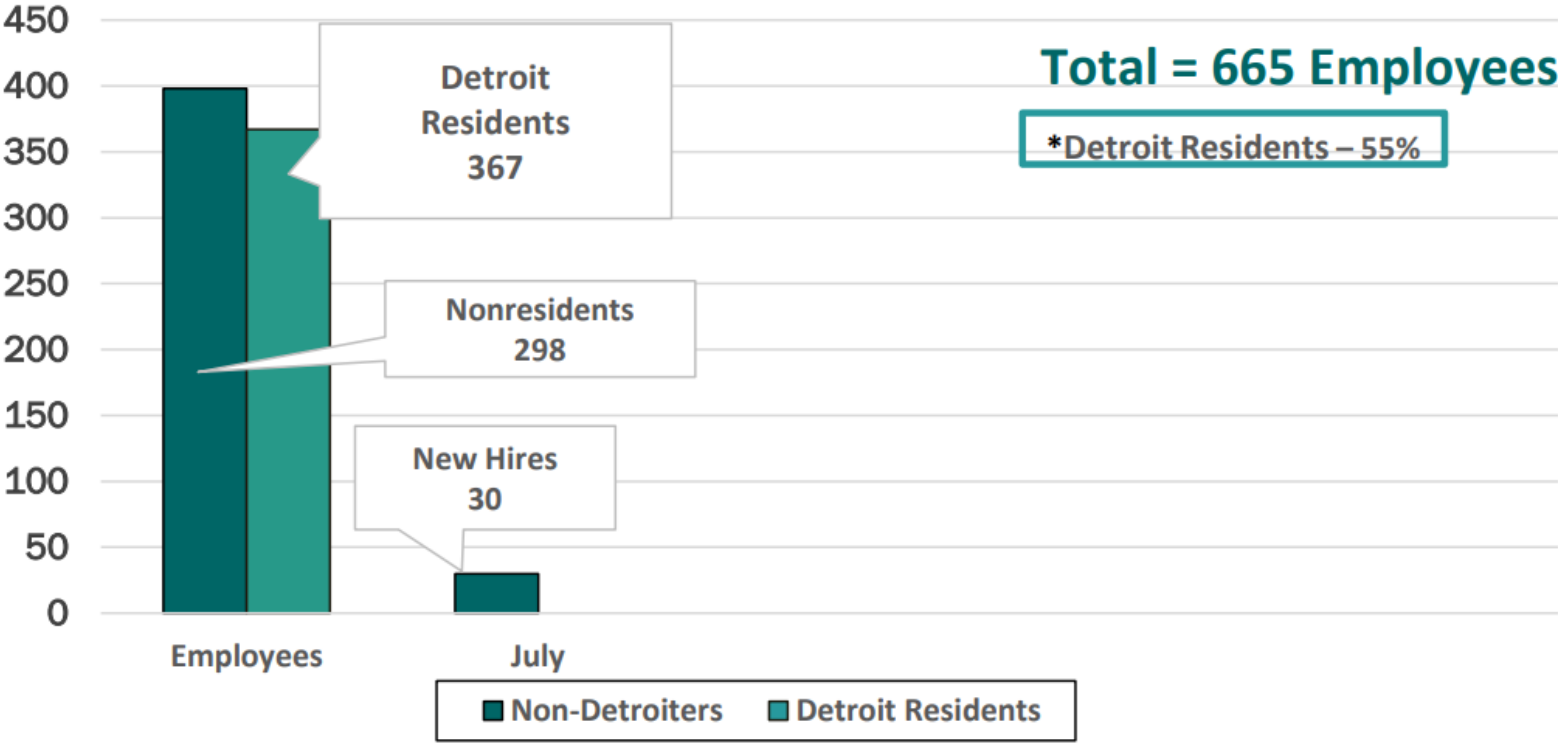 450
400
350
300
250
200
150
100
50
0
Detroit
Residents
367
Nonresidents
298
New Hires
30
Total = 665 Employees
*Detroit Residents – 55%
Employees
July
Non-Detroiters
Detroit Residents